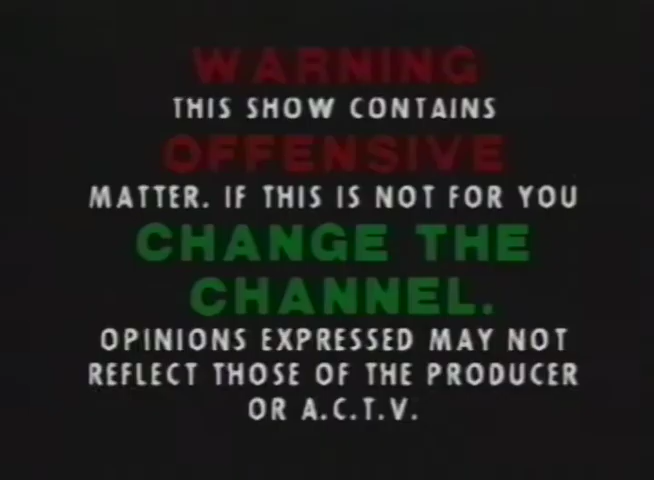 WARNING
THIS SHOW CONTAINS
OFFENSIVE
MATTER. IF THIS IS NOT FOR YOU
CHANGE THE
CHANNEL.
OPINIONS EXPRESSED MAY NOT
REFLECT THOSE OF THE PRODUCER
OR A.C.T.V.